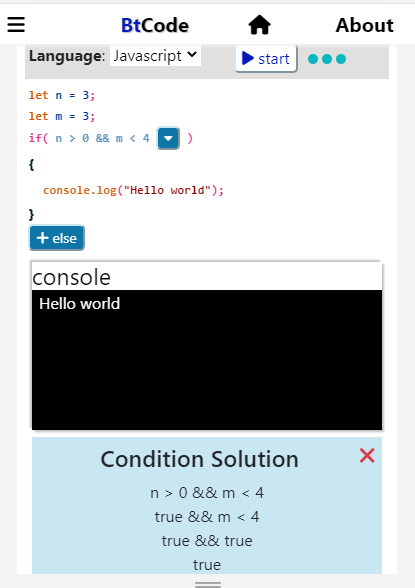 BtCode About
Language: Javascript start
let n = 3;
let m = 3;
if( n > 0 && m < 4 )
{
console.log("Hello world");
}
+ else
console
Hello world
Condition Solution
n > 0 && m < 4
true && m < 4
true && true
true